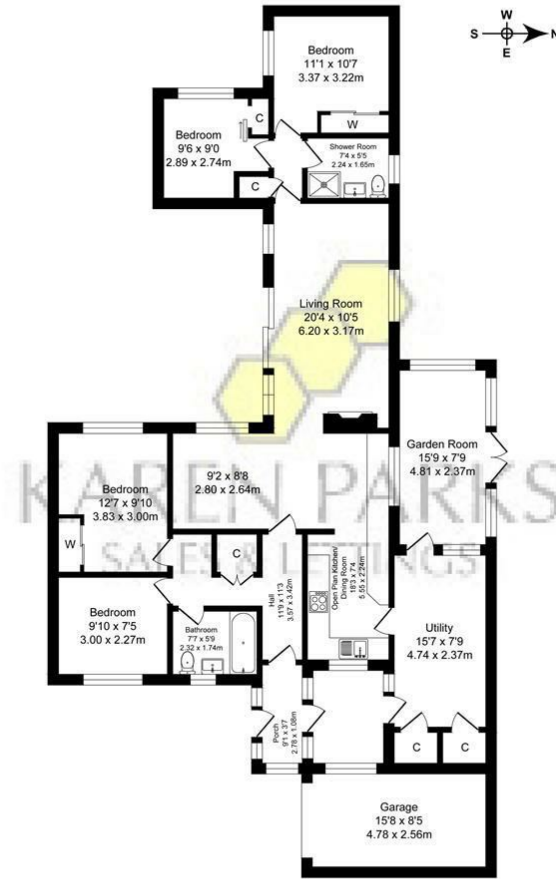 W
S
N
E
Bedroom
11'1 x 10'7
3.37 x 3.22m
W
C
Bedroom
9'6 x 9'0
2.89 x 2.74m
Shower Room
7'4 x 5'5
2.24 x 1.65m
C
Living Room
20'4 x 10'5
6.20 x 3.17m
Garden Room
15'9 x 7'9
4.81 x 2.37m
9'2 x 8'8
2.80 x 2.64m
KAREN PARKS
SALES & LETTINGS
Bedroom
12'7 x 9'10
3.83 x 3.00m
W
C
Open Plan Kitchen/
Dining Room
18'3 x 7'4
5.55 x 2.24m
Hall
11'9 x 11'3
3.57 x 3.42m
Bedroom
9'10 x 7'5
3.00 x 2.27m
Bathroom
7'7 x 5'9
2.32 x 1.74m
Utility
15'7 x 7'9
4.74 x 2.37m
Porch
9'1 x 3'7
2.78 x 1.08m
C
C
Garage
15'8 x 8'5
4.78 x 2.56m